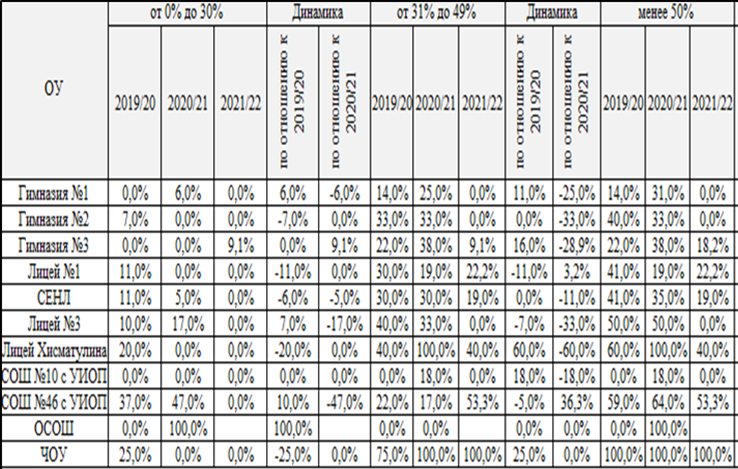 от 0% до 30% Динамика от 31% до 49% Динамика менее 50%
ОУ 2019/20 2020/21 2021/22 по отношению к 2019/20 по отношению к 2020/21 2019/20 2020/21 2021/22 по отношению к 2019/20 по отношению к 2020/21 2019/20 2020/21 2021/22
Гимназия №1 0,0% 6,0% 0,0% 6,0% -6,0% 14,0% 25,0% 0,0% 11,0% -25,0% 14,0% 31,0% 0,0%
Гимназия №2 7,0% 0,0% 0,0% -7,0% 0,0% 33,0% 33,0% 0,0% 0,0% -33,0% 40,0% 33,0% 0,0%
Гимназия №3 0,0% 0,0% 9,1% 0,0% 9,1% 22,0% 38,0% 9,1% 16,0% -28,9% 22,0% 38,0% 18,2%
Лицей №1 11,0% 0,0% 0,0% -11,0% 0,0% 30,0% 19,0% 22,2% -11,0% 3,2% 41,0% 19,0% 22,2%
СЕНЛ 11,0% 5,0% 0,0% -6,0% -5,0% 30,0% 30,0% 19,0% 0,0% -11,0% 41,0% 35,0% 19,0%
Лицей №3 10,0% 17,0% 0,0% 7,0% -17,0% 40,0% 33,0% 0,0% -7,0% -33,0% 50,0% 50,0% 0,0%
Лицей Хисматулина 20,0% 0,0% 0,0% -20,0% 0,0% 40,0% 100,0% 40,0% 60,0% -60,0% 60,0% 100,0% 40,0%
СОШ №10 с УИОП 0,0% 0,0% 0,0% 0,0% 0,0% 0,0% 18,0% 0,0% 18,0% -18,0% 0,0% 18,0% 0,0%
СОШ №46 с УИОП 37,0% 47,0% 0,0% 10,0% -47,0% 22,0% 17,0% 53,3% -5,0% 36,3% 59,0% 64,0% 53,3%
ОСОШ 0,0% 100,0% 100,0% 0,0% 0,0% 0,0% 0,0% 100,0%
ЧОУ 25,0% 0,0% 0,0% -25,0% 0,0% 75,0% 100,0% 100,0% 25,0% 0,0% 100,0% 100,0% 100,0%